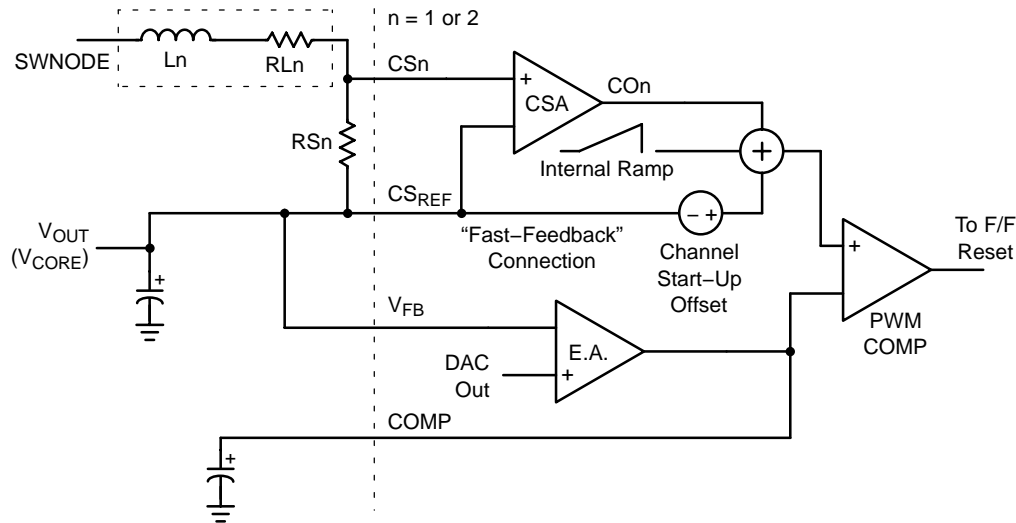 n = 1 or 2
SWNODE
Ln
RLn
CSn
+
CSA
COn
RSn
Internal Ramp
+
CSREF
− +
VOUT
(VCORE)
+
“Fast−Feedback”
Connection
Channel
Start−Up
Offset
+
To F/F
Reset
PWM
COMP
VFB
E.A.
+
DAC
Out
COMP
+